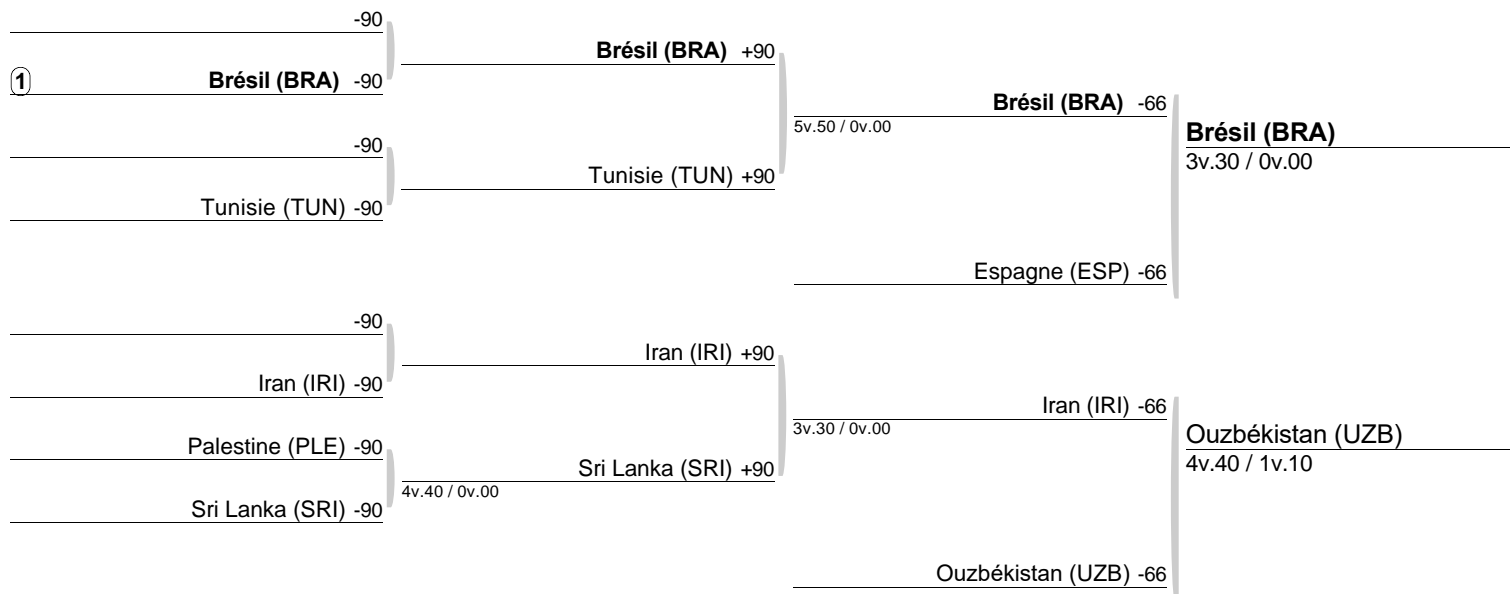 -90
1 Brésil (BRA) -90
-90
Tunisie (TUN) -90
-90
Iran (IRI) -90
Palestine (PLE) -90
Sri Lanka (SRI) -90
Brésil (BRA) +90
Tunisie (TUN) +90
Iran (IRI) +90
Sri Lanka (SRI) +90
4v.40 / 0v.00
Brésil (BRA) -66
5v.50 / 0v.00
Espagne (ESP) -66
Iran (IRI) -66
3v.30 / 0v.00
Ouzbékistan (UZB) -66
Brésil (BRA)
3v.30 / 0v.00
Ouzbékistan (UZB)
4v.40 / 1v.10